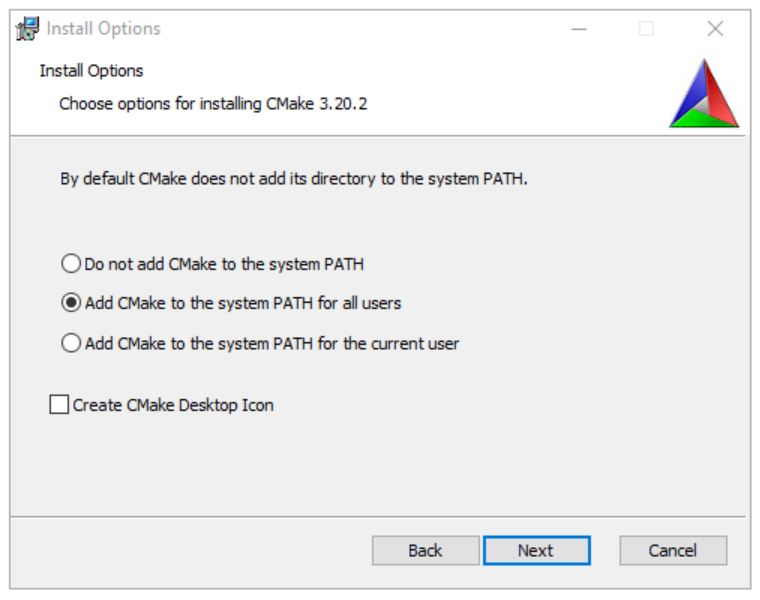 Install Options
Install Options
Choose options for installing CMake 3.20.2
By default CMake does not add its directory to the system PATH.
Do not add CMake to the system PATH
Add CMake to the system PATH for all users
Add CMake to the system PATH for the current user
Create CMake Desktop Icon
Back Next Cancel